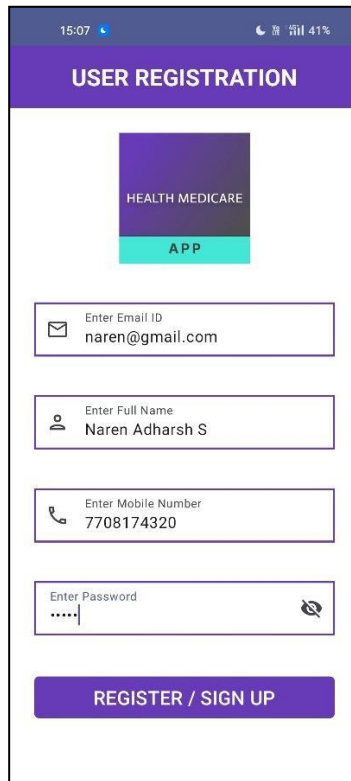 15:07 41%
USER REGISTRATION
HEALTH MEDICARE
APP
Enter Email ID
naren@gmail.com
Enter Full Name
Naren Adharsh S
Enter Mobile Number
7708174320
Enter Password
•••••
REGISTER / SIGN UP